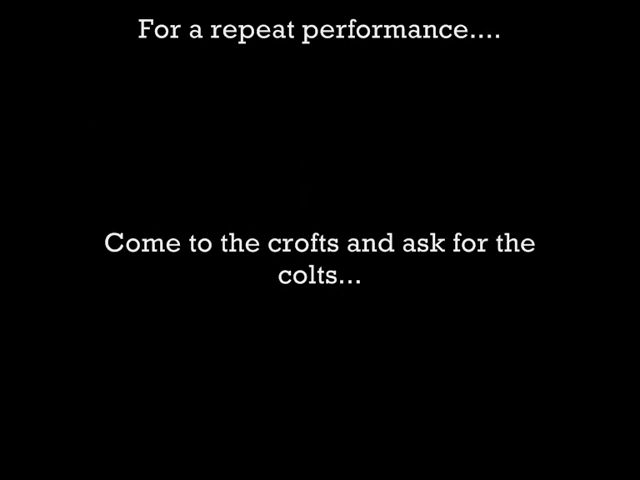 For a repeat performance....
Come to the crofts and ask for the
colts...